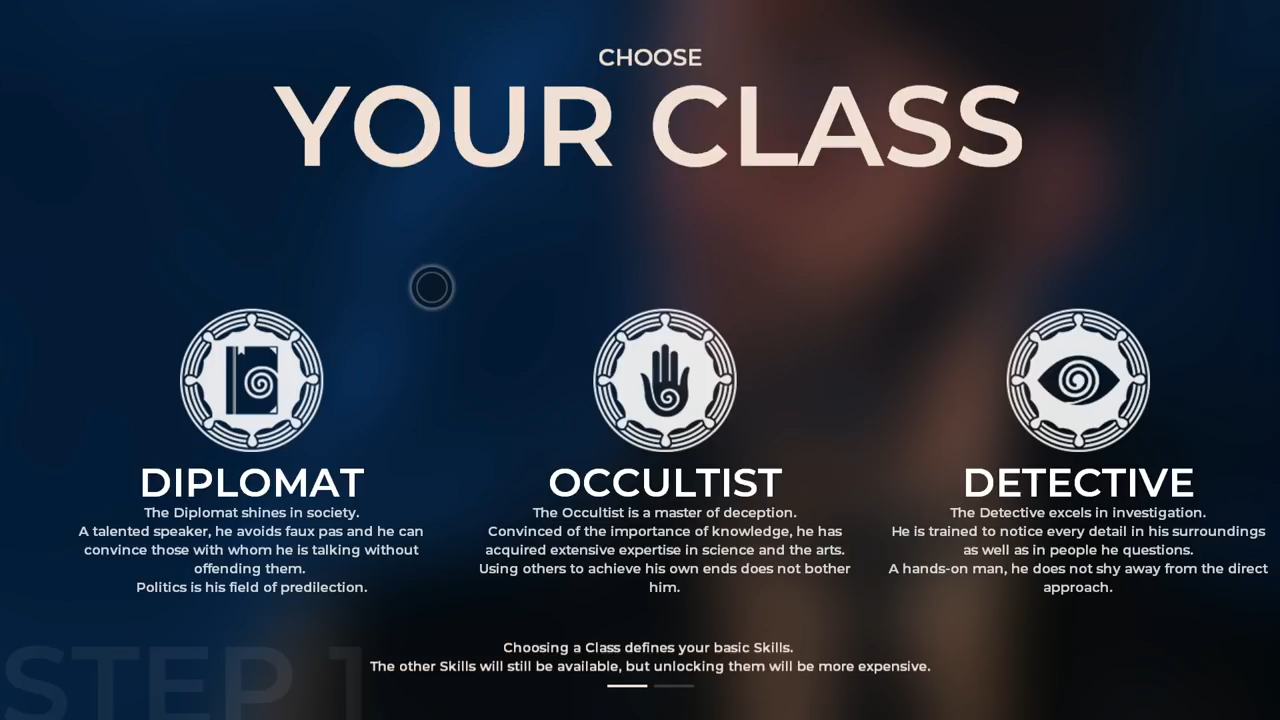 CHOOSE
YOUR CLASS
DIPLOMAT
The Diplomat shines in society.
A talented speaker, he avoids faux pas and he can
convince those with whom he is talking without
offending them.
Politics is his field of predilection.
OCCULTIST
The Occultist is a master of deception.
Convinced of the importance of knowledge, he has
acquired extensive expertise in science and the arts.
Using others to achieve his own ends does not bother
him.
DETECTIVE
The Detective excels in investigation.
He is trained to notice every detail in his surroundings
as well as in people he questions.
A hands-on man, he does not shy away from the direct
approach.
Choosing a Class defines your basic Skills.
The other Skills will still be available, but unlocking them will be more expensive.
STEP 1